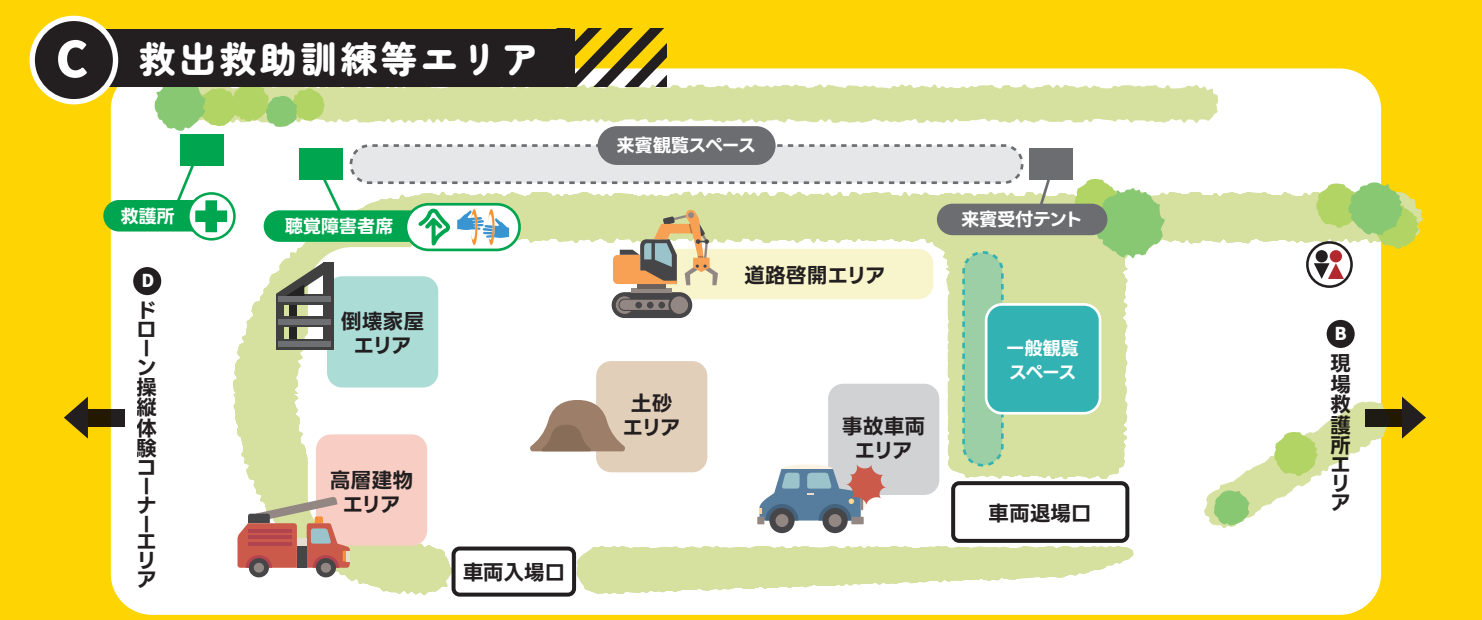 C
救出救助訓練等エリア
来賓観覧スペース
救護所
聴覚障害者席
来賓受付テント
道路啓開エリア
倒壊家屋
エリア
一般観覧
スペース
土砂
エリア
事故車両
エリア
高層建物
エリア
車両退場口
車両入場口
D
ドローン操縦体験コーナーエリア
B
現場救護所エリア